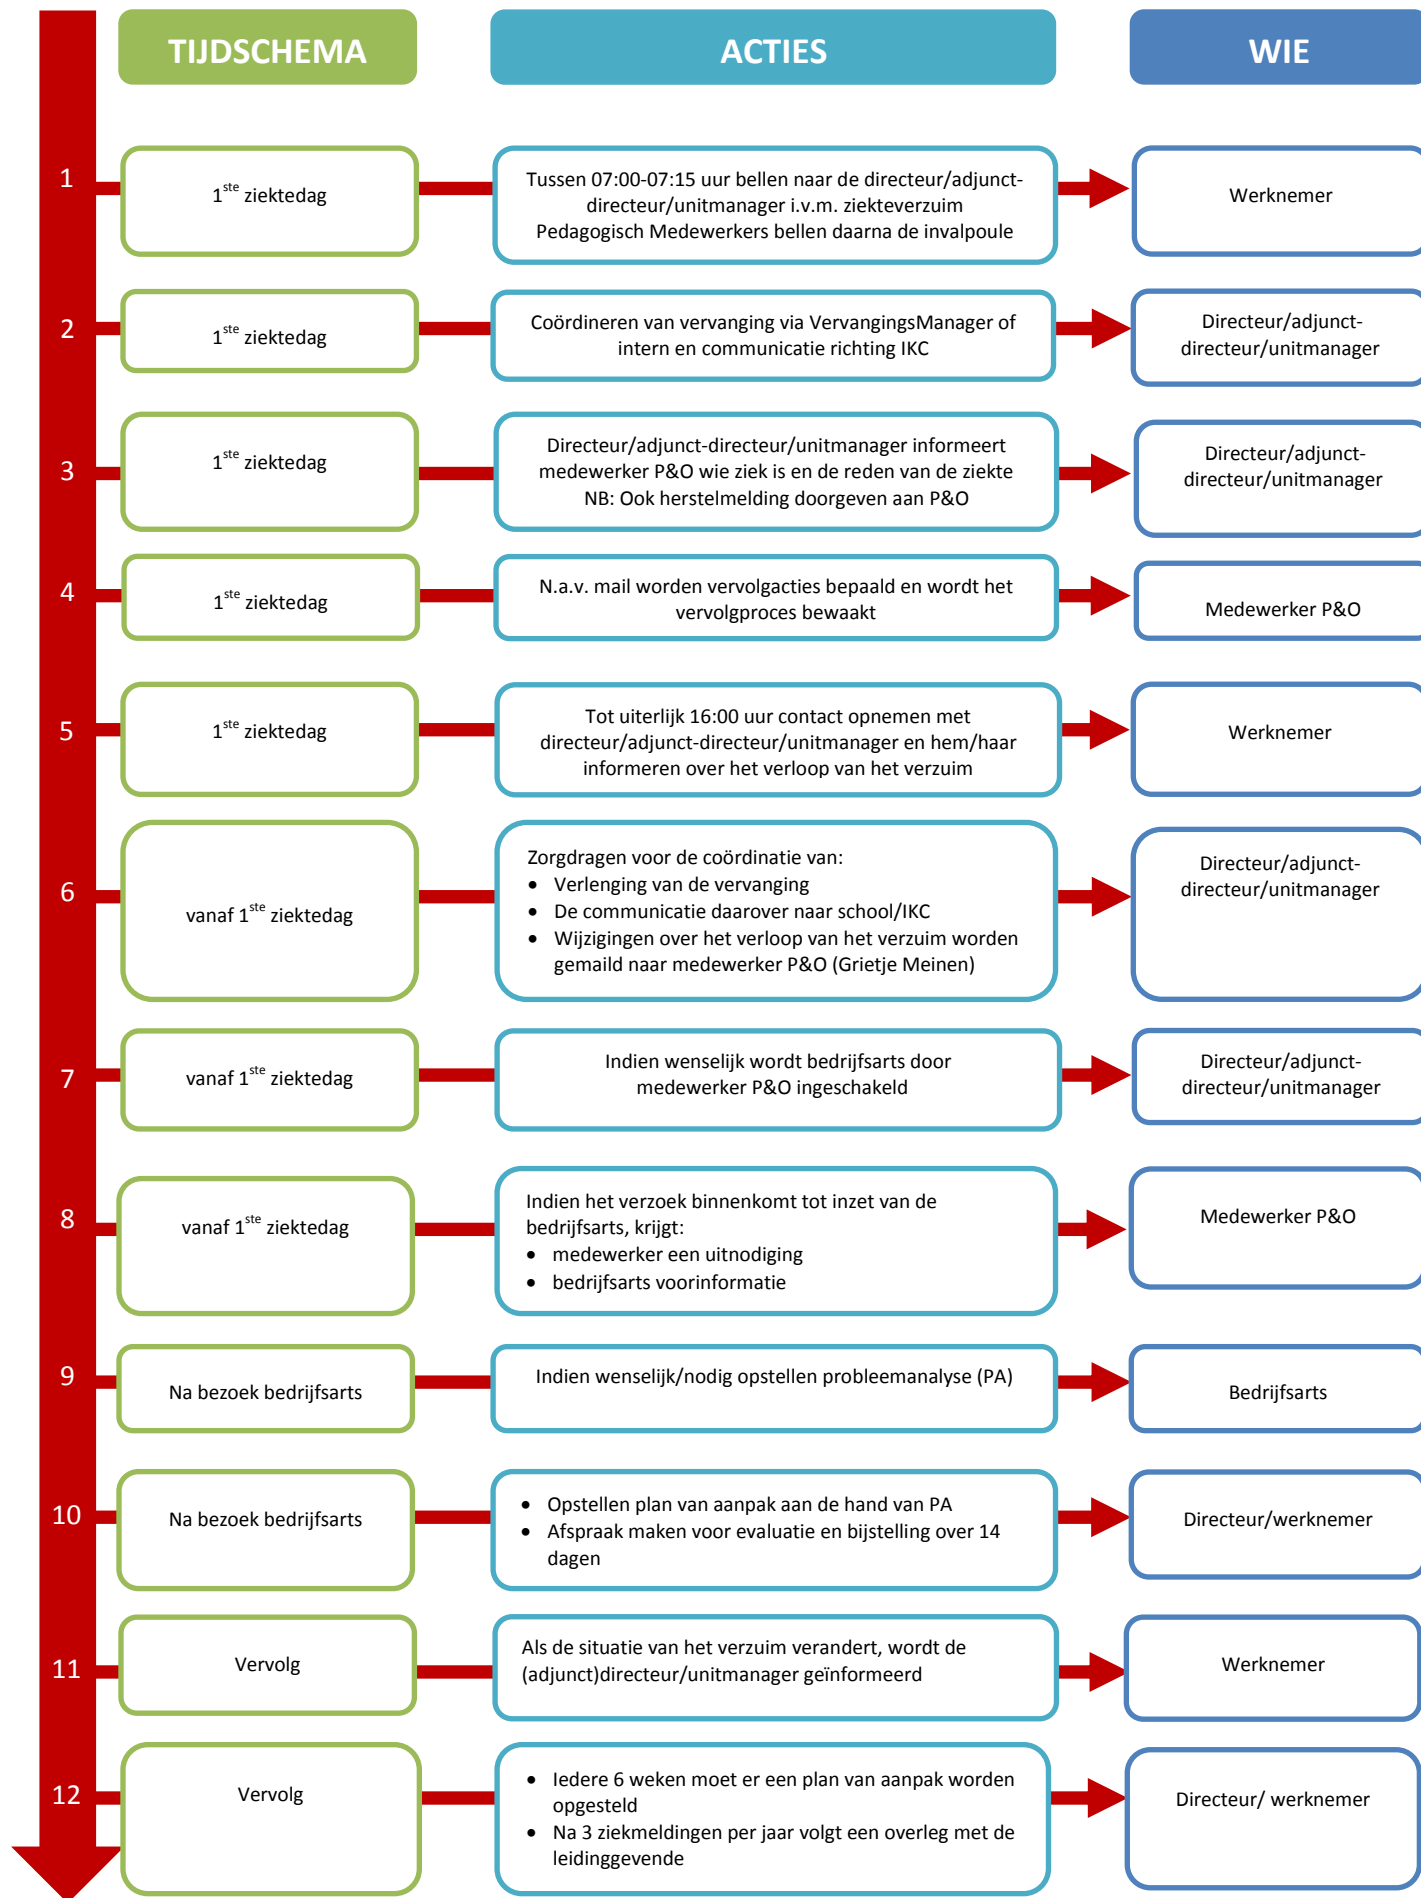 TIJDSCHEMA
ACTIES
WIE
1
1ste ziektedag
Tussen 07:00-07:15 uur bellen naar de directeur/adjunct-
directeur/unitmanager i.v.m. ziekteverzuim
Pedagogisch Medewerkers bellen daarna de invalpoule
Werknemer
2
1ste ziektedag
Coördineren van vervanging via VervangingsManager of
intern en communicatie richting IKC
Directeur/adjunct-
directeur/unitmanager
3
1ste ziektedag
Directeur/adjunct-directeur/unitmanager informeert
medewerker P&O wie ziek is en de reden van de ziekte
NB: Ook herstelmelding doorgeven aan P&O
Directeur/adjunct-
directeur/unitmanager
4
1ste ziektedag
N.a.v. mail worden vervolgacties bepaald en wordt het
vervolgproces bewaakt
Medewerker P&O
5
1ste ziektedag
Tot uiterlijk 16:00 uur contact opnemen met
directeur/adjunct-directeur/unitmanager en hem/haar
informeren over het verloop van het verzuim
Werknemer
6
vanaf 1ste ziektedag
Zorgdragen voor de coördinatie van:
• Verlenging van de vervanging
• De communicatie daarover naar school/IKC
• Wijzigingen over het verloop van het verzuim worden
gemaild naar medewerker P&O (Grietje Meinen)
Directeur/adjunct-
directeur/unitmanager
7
vanaf 1ste ziektedag
Indien wenselijk wordt bedrijfsarts door
medewerker P&O ingeschakeld
Directeur/adjunct-
directeur/unitmanager
8
vanaf 1ste ziektedag
Indien het verzoek binnenkomt tot inzet van de
bedrijfsarts, krijgt:
• medewerker een uitnodiging
• bedrijfsarts voorinformatie
Medewerker P&O
9
Na bezoek bedrijfsarts
Indien wenselijk/nodig opstellen probleemanalyse (PA)
Bedrijfsarts
10
Na bezoek bedrijfsarts
• Opstellen plan van aanpak aan de hand van PA
• Afspraak maken voor evaluatie en bijstelling over 14
dagen
Directeur/werknemer
11
Vervolg
Als de situatie van het verzuim verandert, wordt de
(adjunct)directeur/unitmanager geïnformeerd
Werknemer
12
Vervolg
• Iedere 6 weken moet er een plan van aanpak worden
opgesteld
• Na 3 ziekmeldingen per jaar volgt een overleg met de
leidinggevende
Directeur/ werknemer